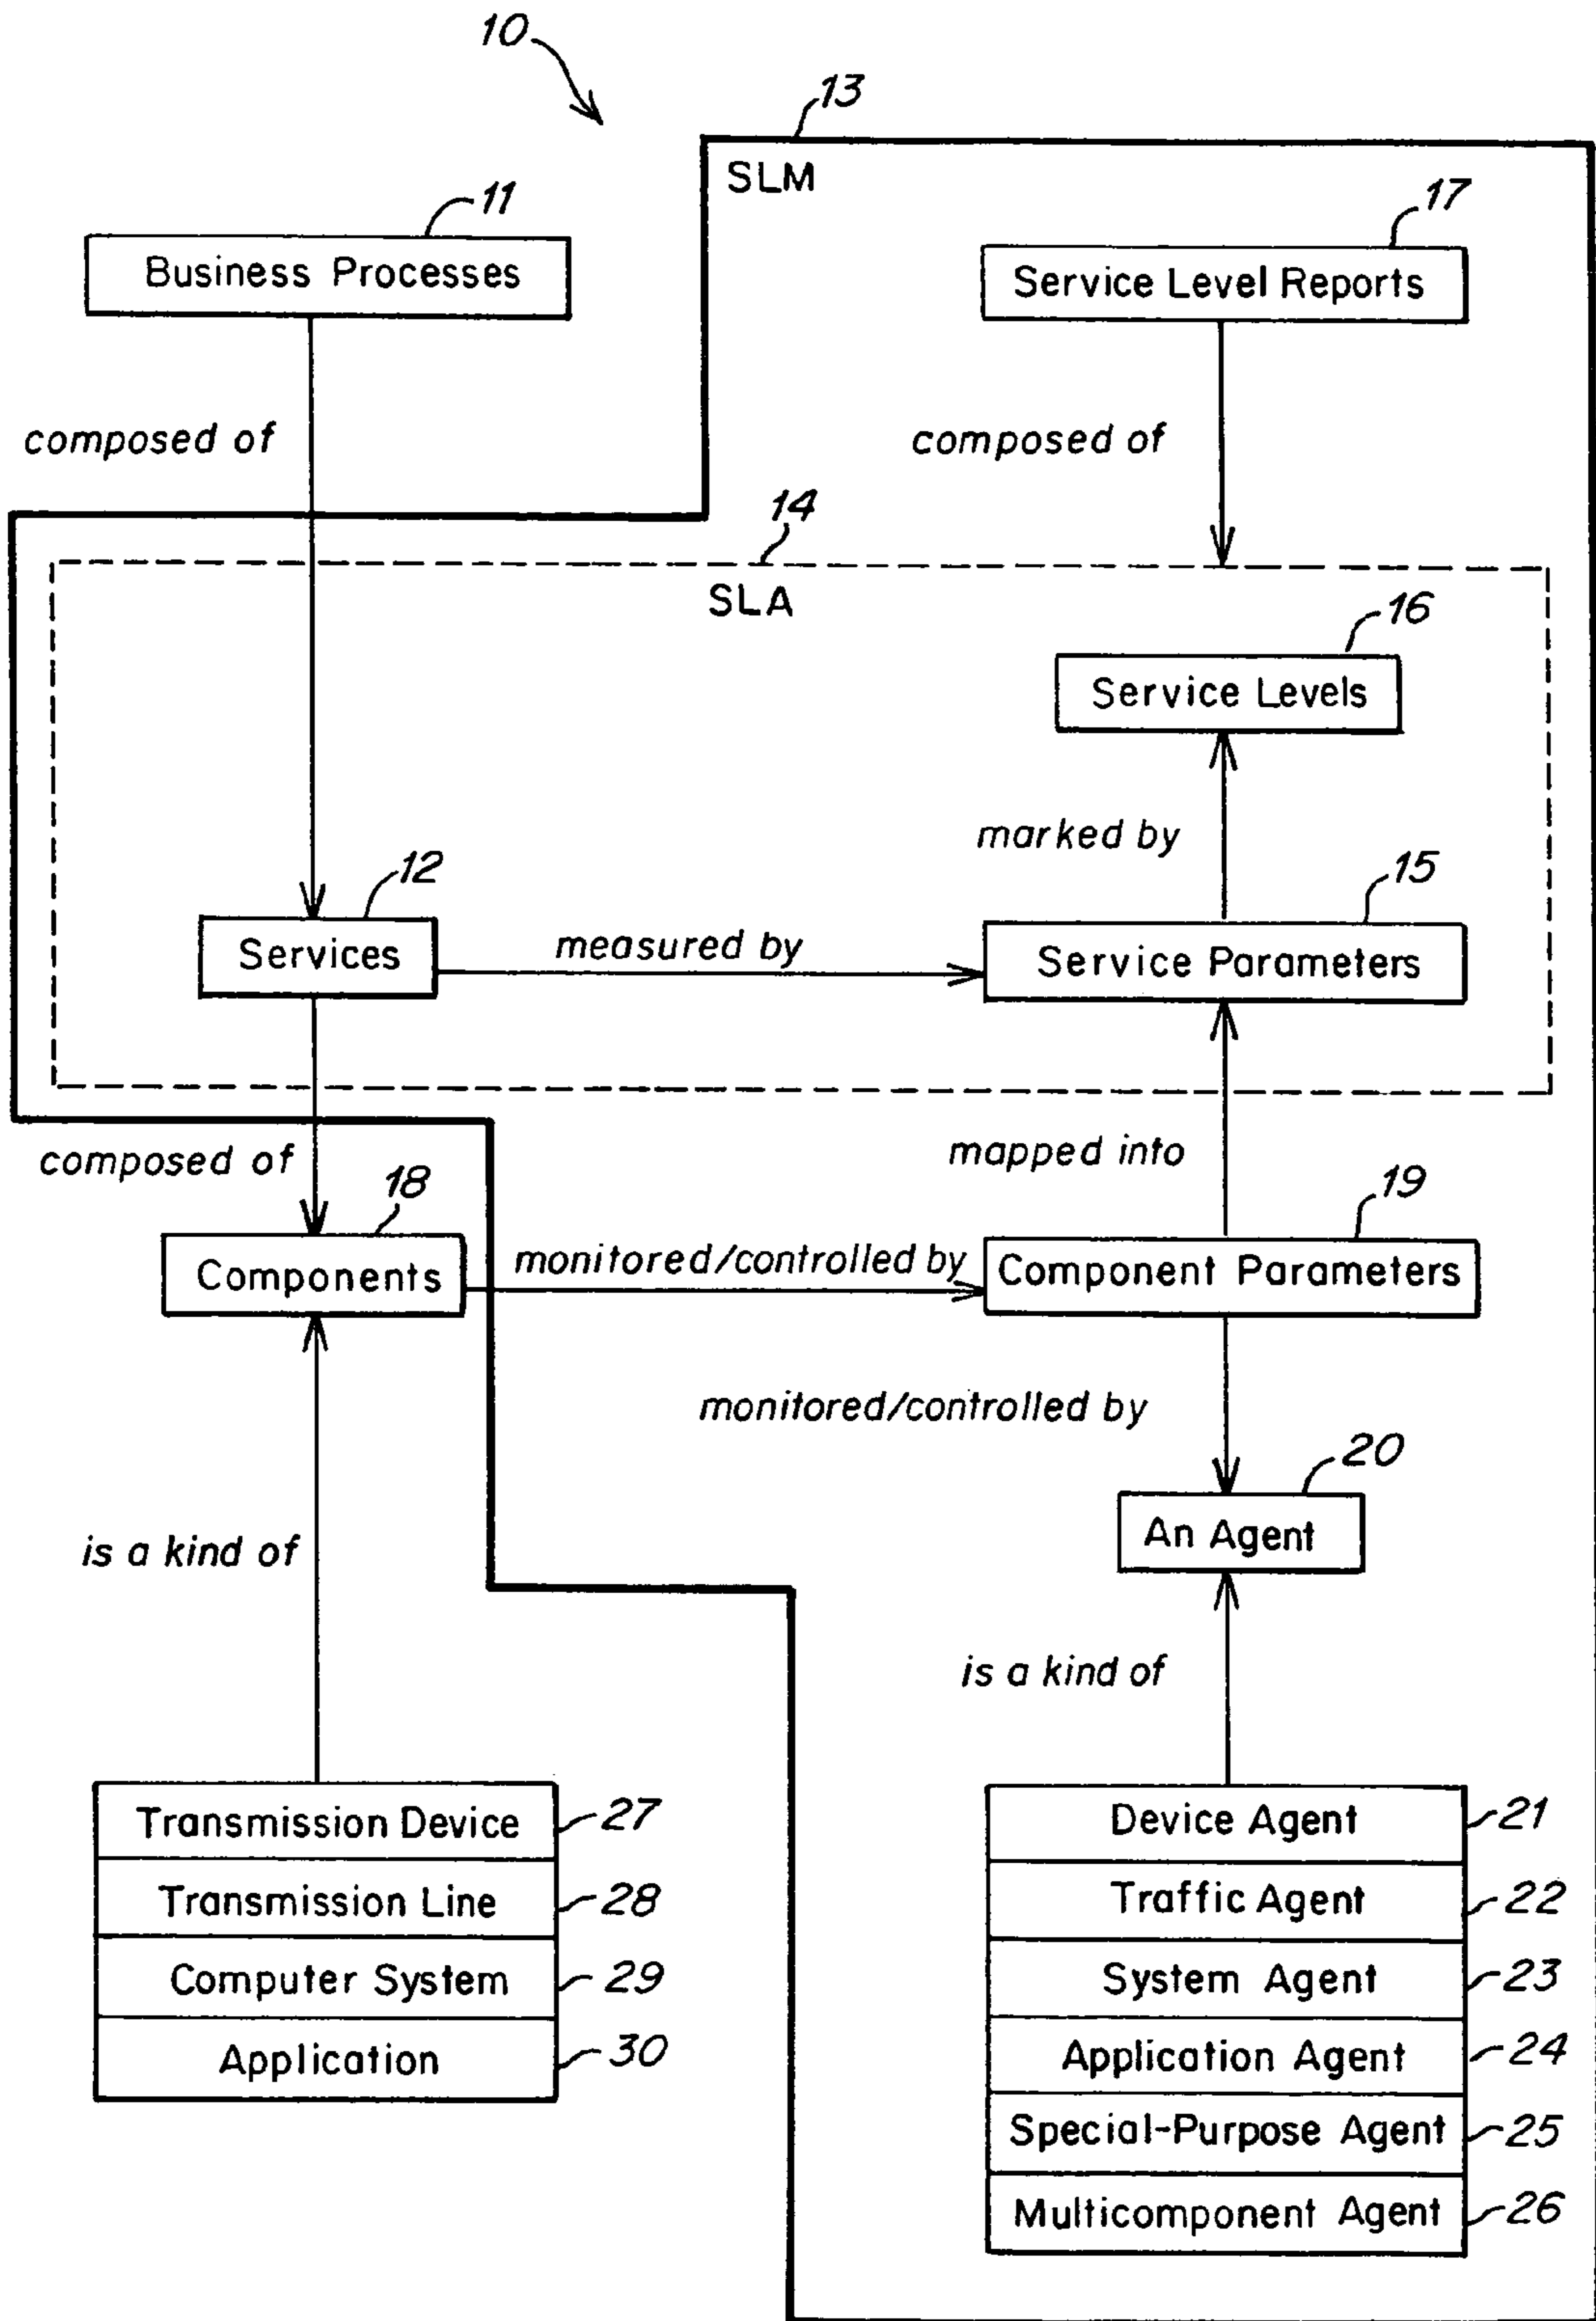 10
13
SLM
11
17
Business Processes
Service Level Reports
composed of
composed of
14
SLA
16
Service Levels
marked by
12
15
Services
measured by
Service Parameters
composed of
mapped into
18
19
Components
monitored/controlled by
Component Parameters
monitored/controlled by
20
An Agent
is a kind of
is a kind of
Transmission Device
27
Transmission Line
28
Computer System
29
Application
30
Device Agent
21
Traffic Agent
22
System Agent
23
Application Agent
24
Special-Purpose Agent
25
Multicomponent Agent
26